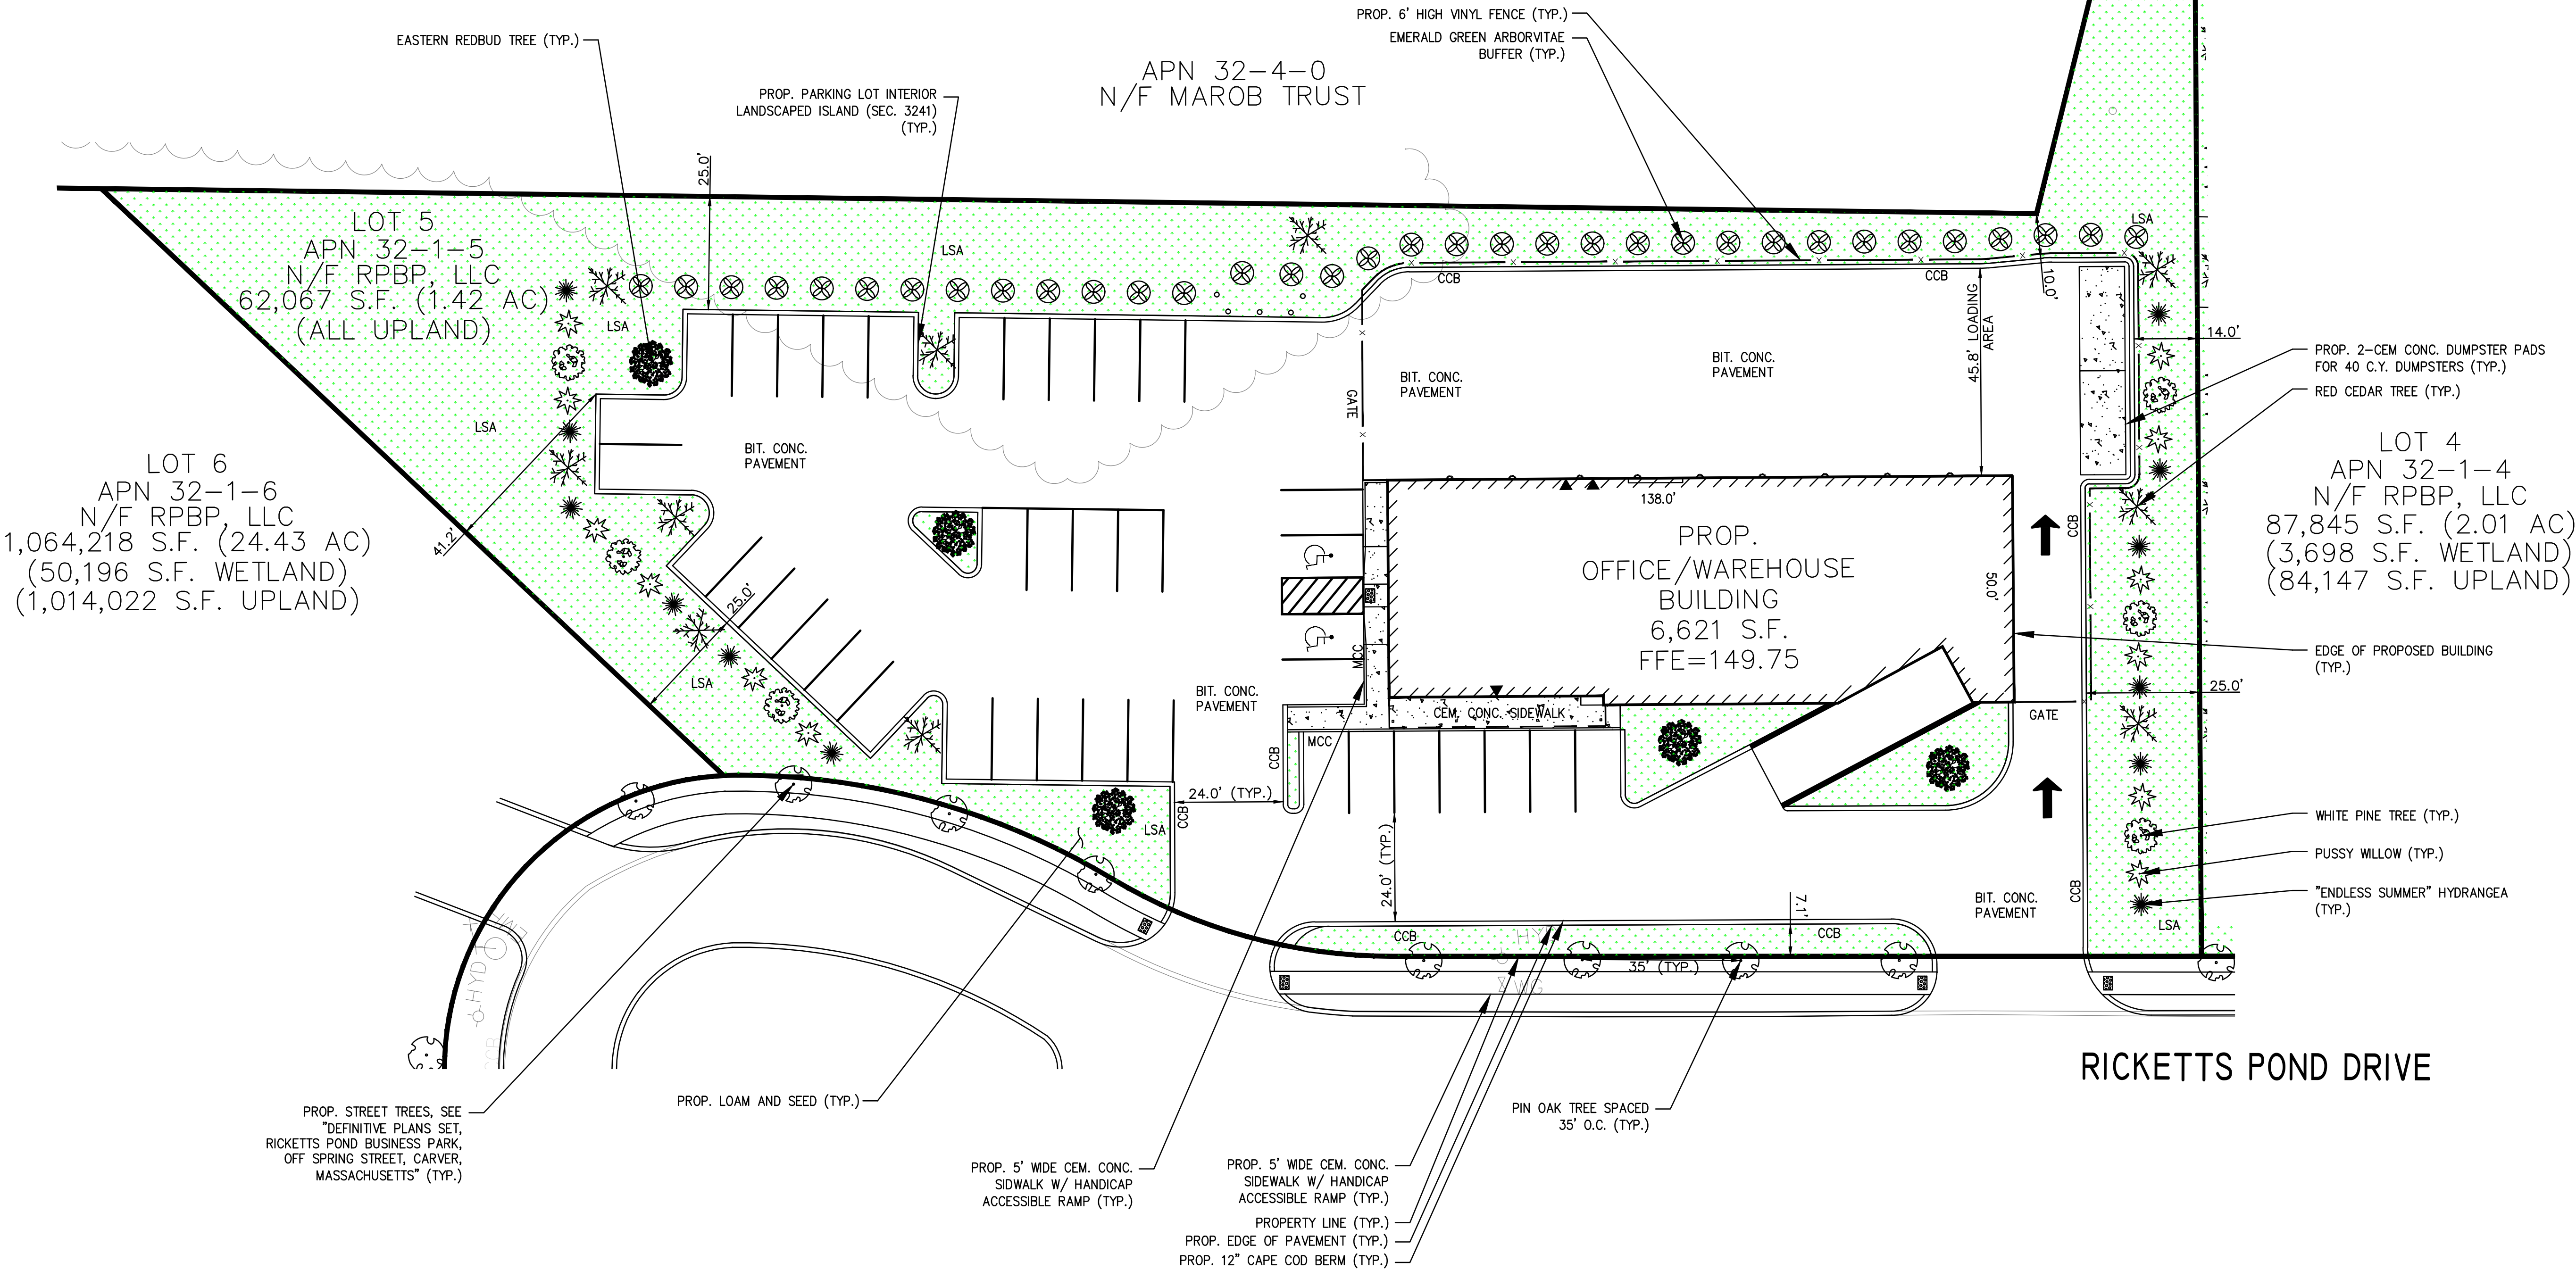 PROP. 6' HIGH VINYL FENCE (TYP.)
EMERALD GREEN ARBORVITAE
BUFFER (TYP.)
EASTERN REDBUD TREE (TYP.)
APN 32-4-0
N/F MAROB TRUST
PROP. PARKING LOT INTERIOR
LANDSCAPED ISLAND (SEC. 3241)
(TYP.)
25.0'
LOT 5
APN 32-1-5
N/F RPBP, LLC
62,067 S.F. (1.42 AC)
(ALL UPLAND)
LSA
LSA
LSA
LSA
CCB
CCB
10.0'
14.0'
45.8' LOADING
AREA
BIT. CONC.
PAVEMENT
BIT. CONC.
PAVEMENT
GATE
PROP. 2-CEM CONC. DUMPSTER PADS
FOR 40 C.Y. DUMPSTERS (TYP.)
RED CEDAR TREE (TYP.)
BIT. CONC.
PAVEMENT
LOT 6
APN 32-1-6
N/F RPBP, LLC
1,064,218 S.F. (24.43 AC)
(50,196 S.F. WETLAND)
(1,014,022 S.F. UPLAND)
41.2'
LOT 4
APN 32-1-4
N/F RPBP, LLC
87,845 S.F. (2.01 AC)
(3,698 S.F. WETLAND)
(84,147 S.F. UPLAND)
138.0'
PROP.
OFFICE/WAREHOUSE
BUILDING
6,621 S.F.
FFE=149.75
50.0'
CCB
25.0'
MCC
EDGE OF PROPOSED BUILDING
(TYP.)
LSA
BIT. CONC.
PAVEMENT
CEM. CONC. SIDEWALK
MCC
CCB
GATE
25.0'
24.0' (TYP.)
CCB
LSA
24.0' (TYP.)
7.1'
WHITE PINE TREE (TYP.)
PUSSY WILLOW (TYP.)
"ENDLESS SUMMER" HYDRANGEA
(TYP.)
CCB
BIT. CONC.
PAVEMENT
LSA
CCB
HY
CCB
35' (TYP.)
WG
HYD
CCB
RICKETTS POND DRIVE
PROP. STREET TREES, SEE
"DEFINITIVE PLANS SET,
RICKETTS POND BUSINESS PARK,
OFF SPRING STREET, CARVER,
MASSACHUSETTS" (TYP.)
PROP. LOAM AND SEED (TYP.)
PIN OAK TREE SPACED
35' O.C. (TYP.)
PROP. 5' WIDE CEM. CONC.
SIDWALK W/ HANDICAP
ACCESSIBLE RAMP (TYP.)
PROP. 5' WIDE CEM. CONC.
SIDEWALK W/ HANDICAP
ACCESSIBLE RAMP (TYP.)
PROPERTY LINE (TYP.)
PROP. EDGE OF PAVEMENT (TYP.)
PROP. 12" CAPE COD BERM (TYP.)